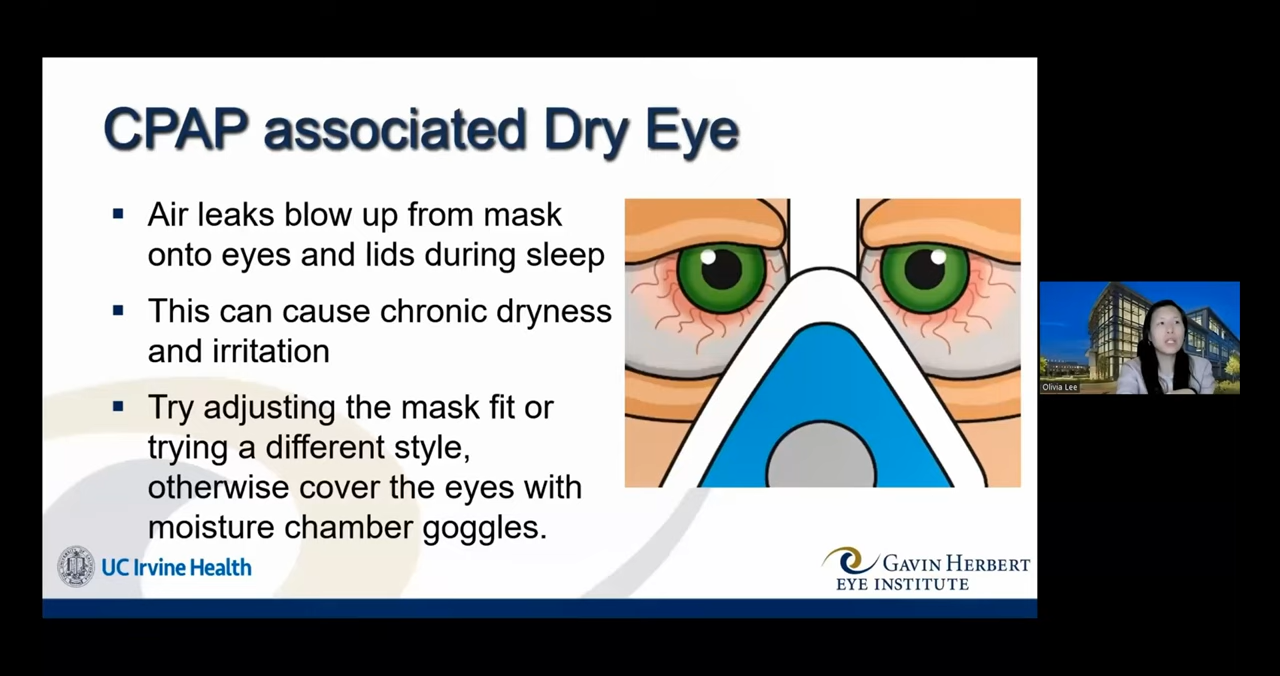 CPAP associated Dry Eye
▪ Air leaks blow up from mask
onto eyes and lids during sleep
▪ This can cause chronic dryness
and irritation
▪ Try adjusting the mask fit or
trying a different style,
otherwise cover the eyes with
moisture chamber goggles.
UC Irvine Health
GAVIN HERBERT
EYE INSTITUTE
Olivia Lee